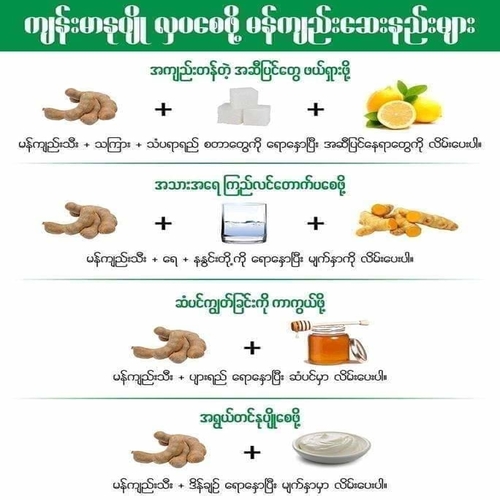 ကျန်းမာနုပျို လှပစေဖို့ မန်ကျည်းဆေးနည်းများ
အကျည်းတန်တဲ့ အဆီပြင်တွေ ဖယ်ရှားဖို့
မန်ကျည်းသီး + သကြား + သံပရာရည် စတာတွေကို ရောနှောပြီး အဆီပြင်နေရာတွေကို လိမ်းပေးပါ။
အသားအရေ ကြည်လင်တောက်ပစေဖို့
မန်ကျည်းသီး + ရေ + နနွင်းတို့ကို ရောနှောပြီး မျက်နှာကို လိမ်းပေးပါ။
ဆံပင်ကျွတ်ခြင်းကို ကာကွယ်ဖို့
မန်ကျည်းသီး + ပျားရည် ရောနှောပြီး ဆံပင်မှာ လိမ်းပေးပါ။
အရွယ်တင်နုပျိုစေဖို့
မန်ကျည်းသီး + ဒိန်ချဉ် ရောနှောပြီး မျက်နှာမှာ လိမ်းပေးပါ။